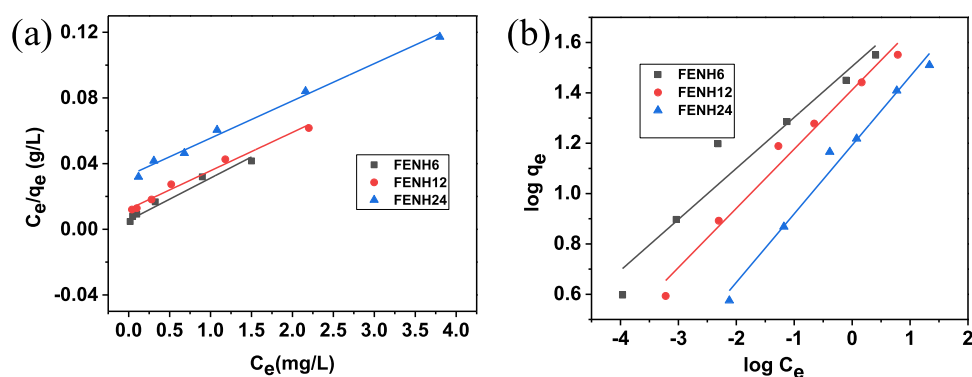 (a)
0.12
0.08
0.04
0.00
-0.04
Ce/qe (g/L)
FENH6
FENH12
FENH24
0.0 0.5 1.0 1.5 2.0 2.5 3.0 3.5 4.0
Ce(mg/L)
(b)
1.6
1.4
1.2
1.0
0.8
0.6
log qe
FENH6
FENH12
FENH24
-4 -3 -2 -1 0 1 2
log Ce